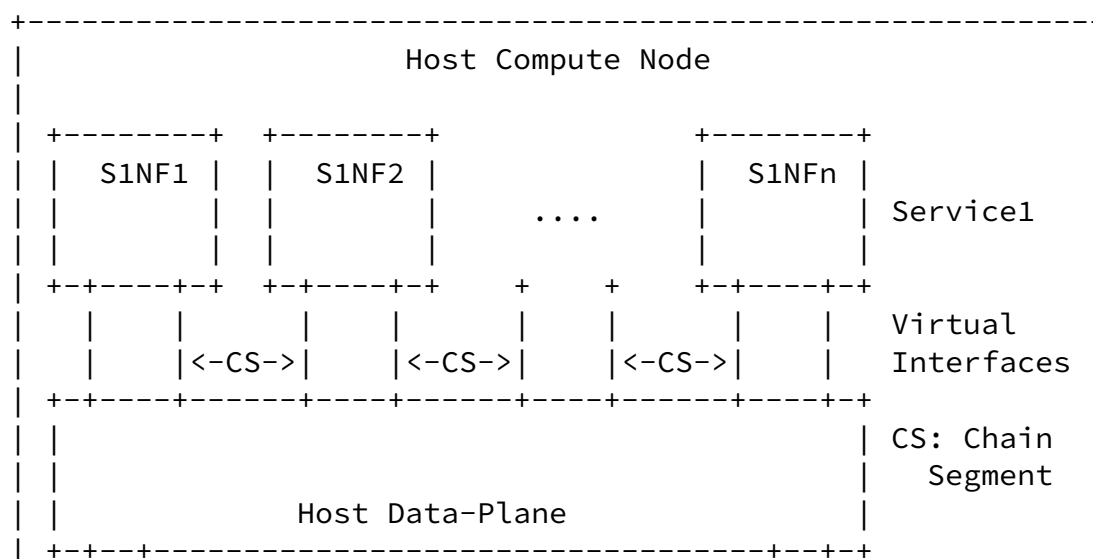 +--------------------------------------------------------------
|                     Host Compute Node
|
| +--------+  +--------+              +--------+
| |  S1NF1 |  |  S1NF2 |              |  S1NFn |
| |        |  |        |     ....     |        | Service1
| |        |  |        |              |        |
| +-+----+-+  +-+----+-+    +    +    +-+----+-+
|   |    |      |    |      |    |      |    |   Virtual
|   |    |<-CS->|    |<-CS->|    |<-CS->|    |   Interfaces
| +-+----+------+----+------+----+------+----+-+
| |                                            | CS: Chain
| |                                            |   Segment
| |             Host Data-Plane                |
| +-+--+----------------------------------+--+-+